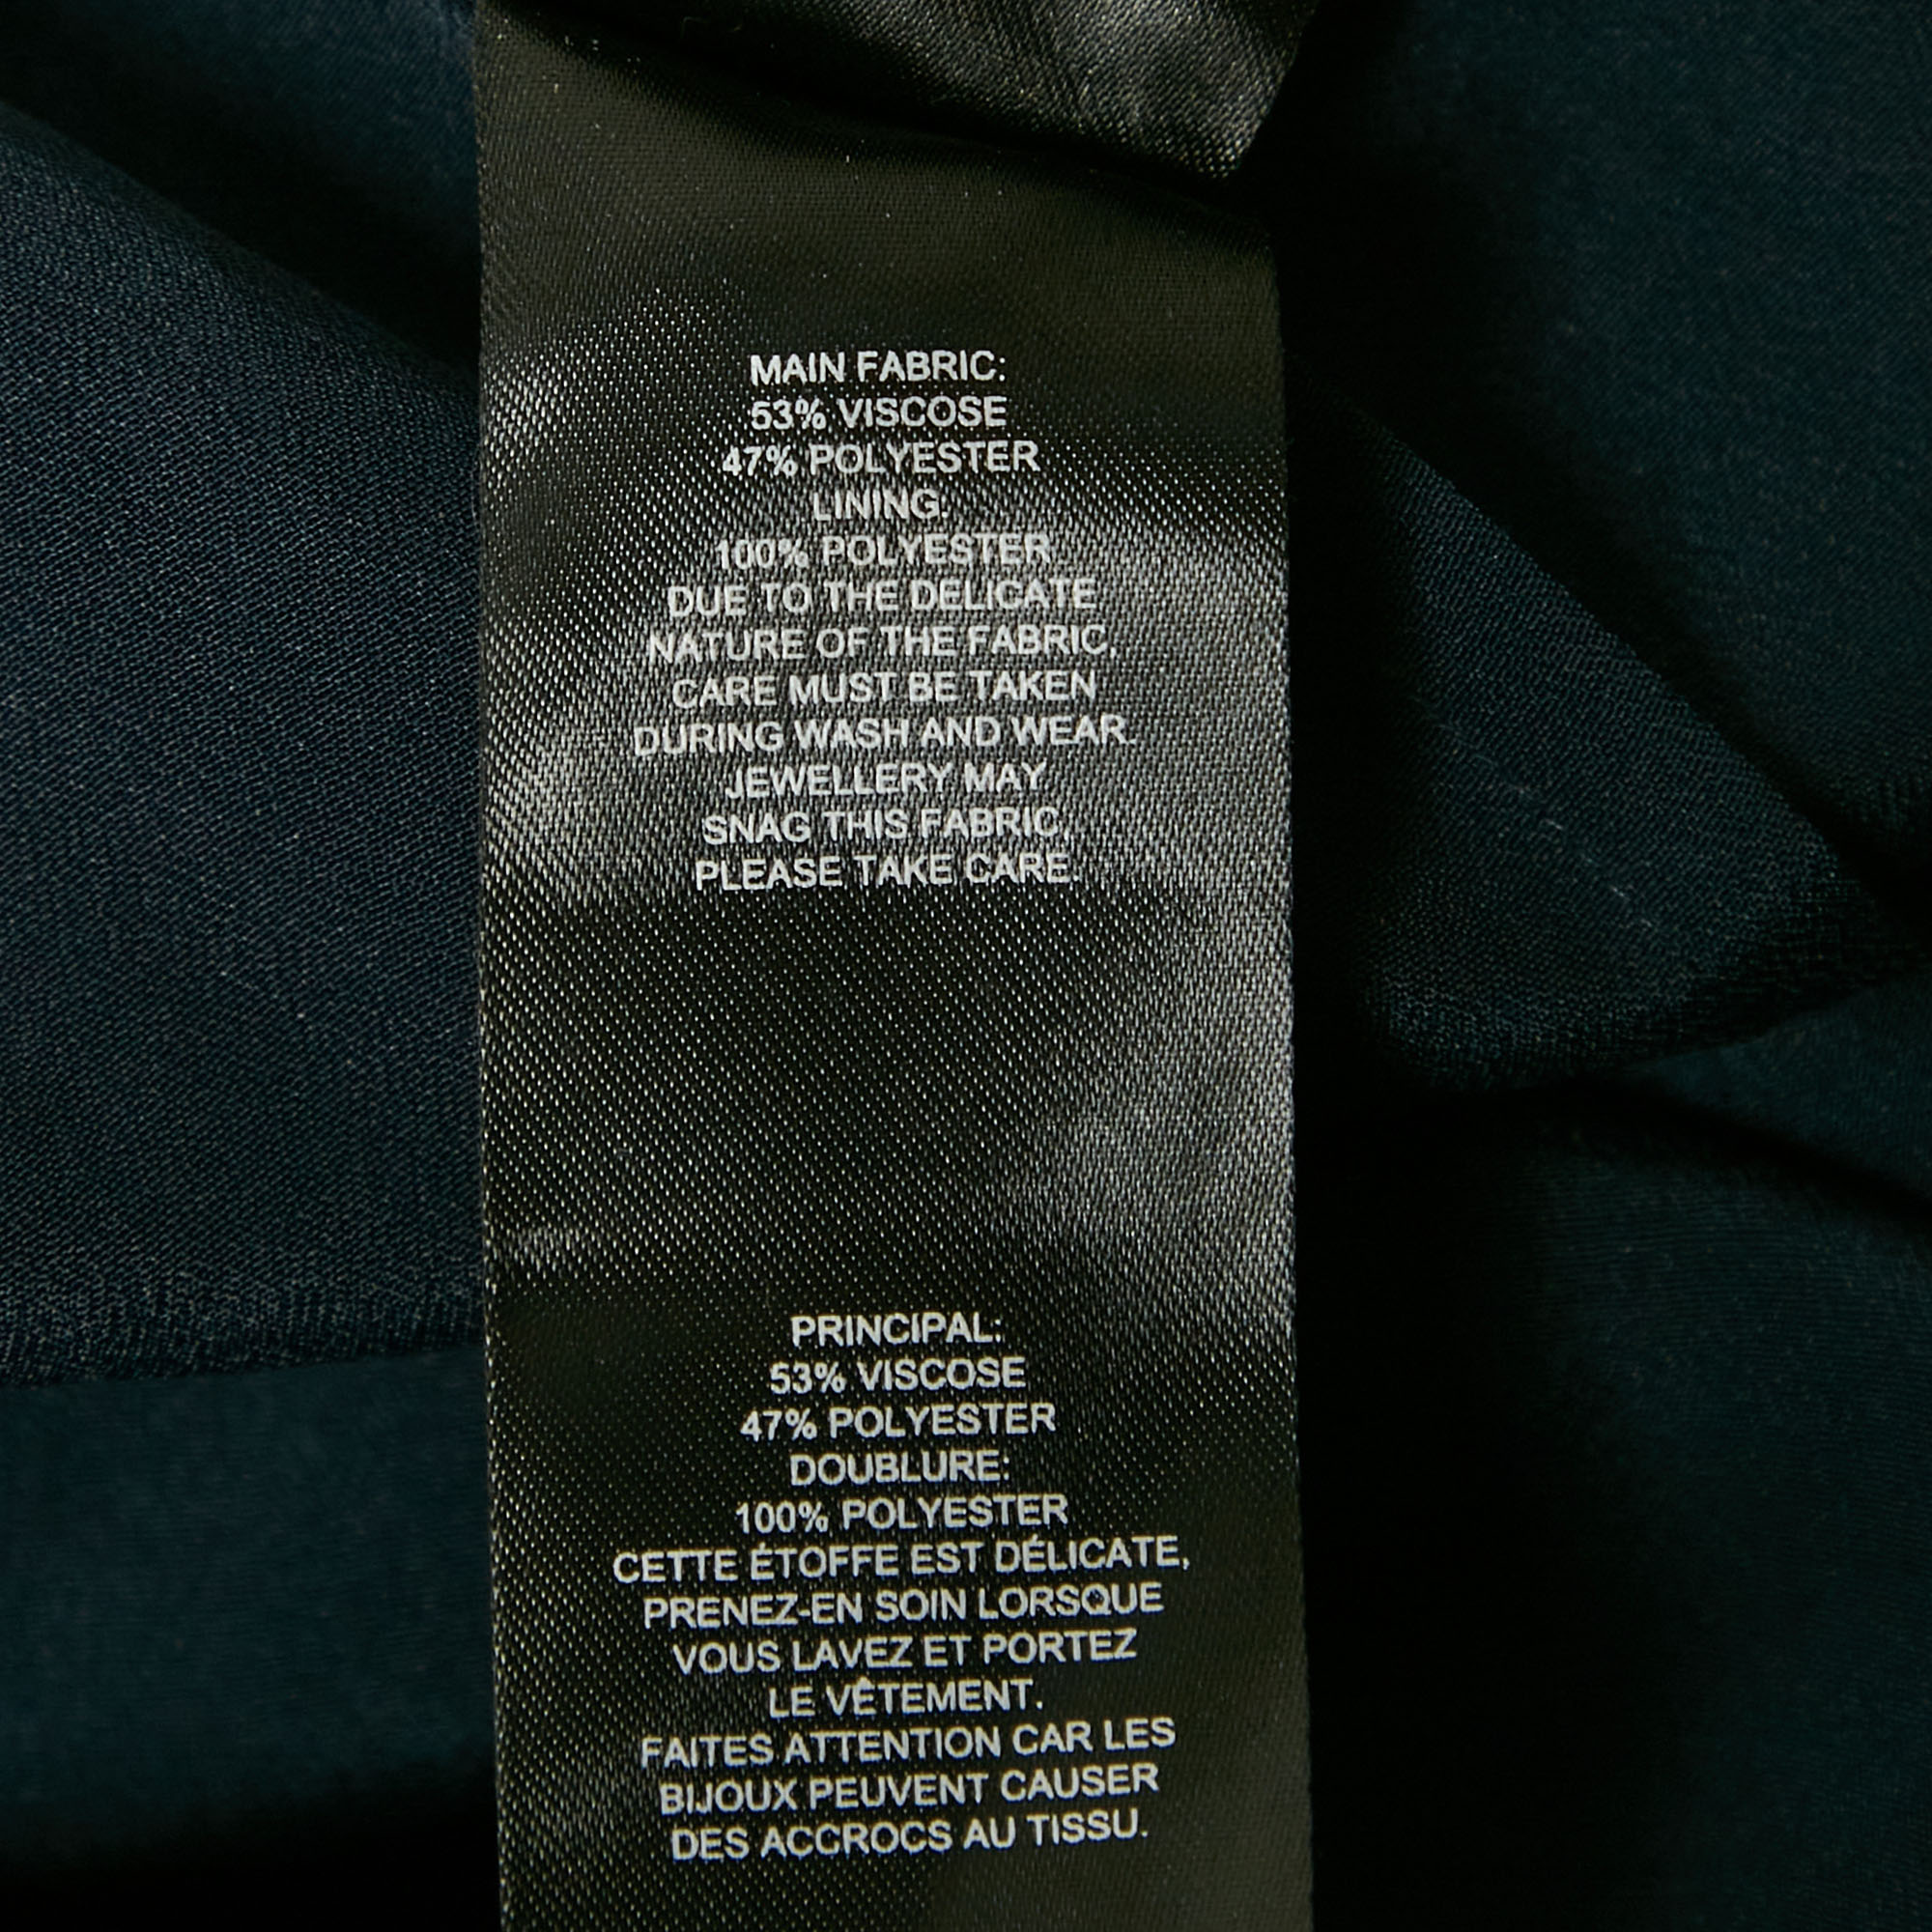 MAIN FABRIC:
53% VISCOSE
47% POLYESTER
LINING:
100% POLYESTER
DUE TO THE DELICATE
NATURE OF THE FABRIC,
CARE MUST BE TAKEN
DURING WASH AND WEAR.
JEWELLERY MAY
SNAG THIS FABRIC,
PLEASE TAKE CARE.
PRINCIPAL:
53% VISCOSE
47% POLYESTER
DOUBLURE:
100% POLYESTER
CETTE ÉTOFFE EST DÉLICATE,
PRENEZ-EN SOIN LORSQUE
VOUS LAVEZ ET PORTEZ
LE VÊTEMENT.
FAITES ATTENTION CAR LES
BIJOUX PEUVENT CAUSER
DES ACCROCS AU TISSU.